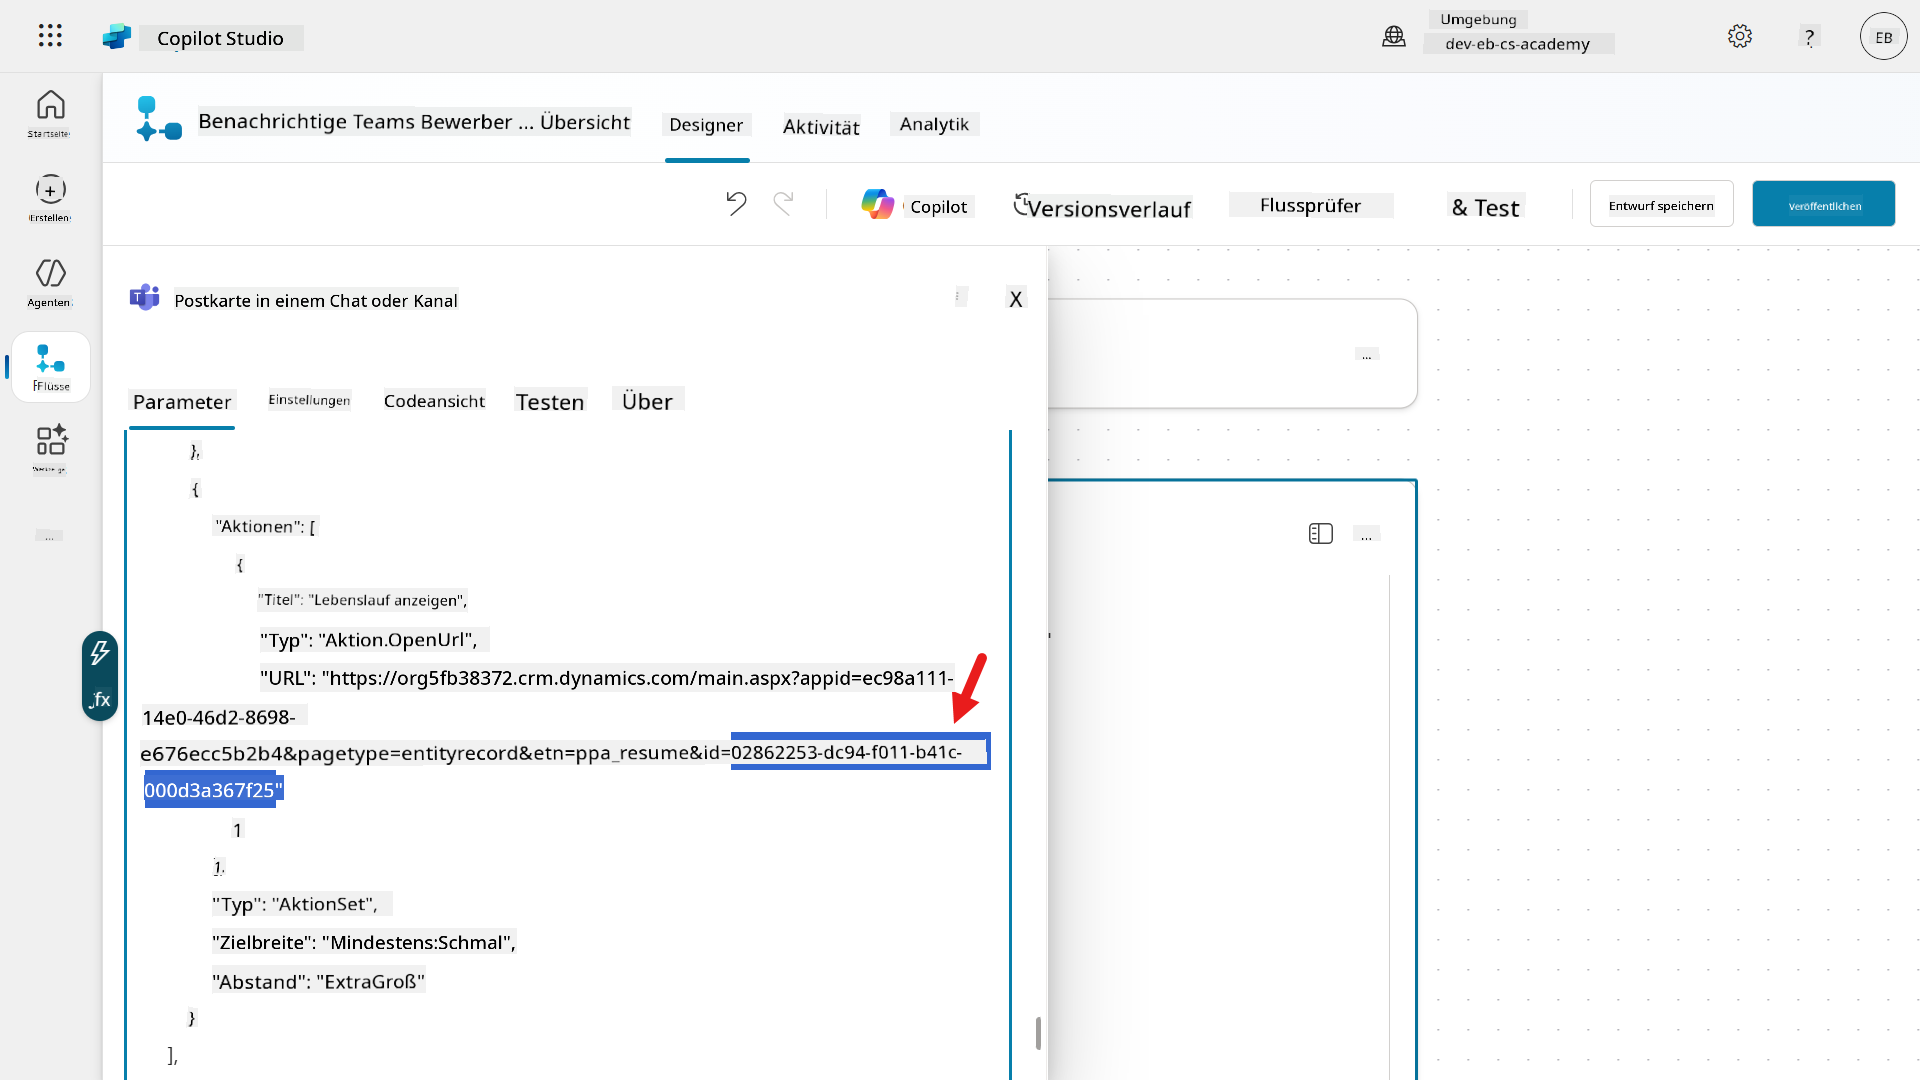 Copilot Studio
Umgebung
dev-eb-cs-academy
?
EB
Startseite
Erstellen
Agenten
Flüsse
...
Benachrichtige Teams Bewerber ... Übersicht
Designer
Aktivität
Analytik
Copilot
Versionsverlauf
Flussprüfer
& Test
Entwurf speichern
Veröffentlichen
Postkarte in einem Chat oder Kanal
X
Parameter
Einstellungen
Codeansicht
Testen
Über
},
{
"Aktionen": [
{
"Titel": "Lebenslauf anzeigen",
"Typ": "Aktion.OpenUrl",
"URL": "https://org5fb38372.crm.dynamics.com/main.aspx?appid=ec98a111-
14e0-46d2-8698-
e676ecc5b2b4&pagetype=entityrecord&etn=ppa_resume&id=02862253-dc94-f011-b41c-
000d3a367f25"
1
1.
"Typ": "AktionSet",
"Zielbreite": "Mindestens:Schmal",
"Abstand": "ExtraGroß"
}
],
fx
...
...